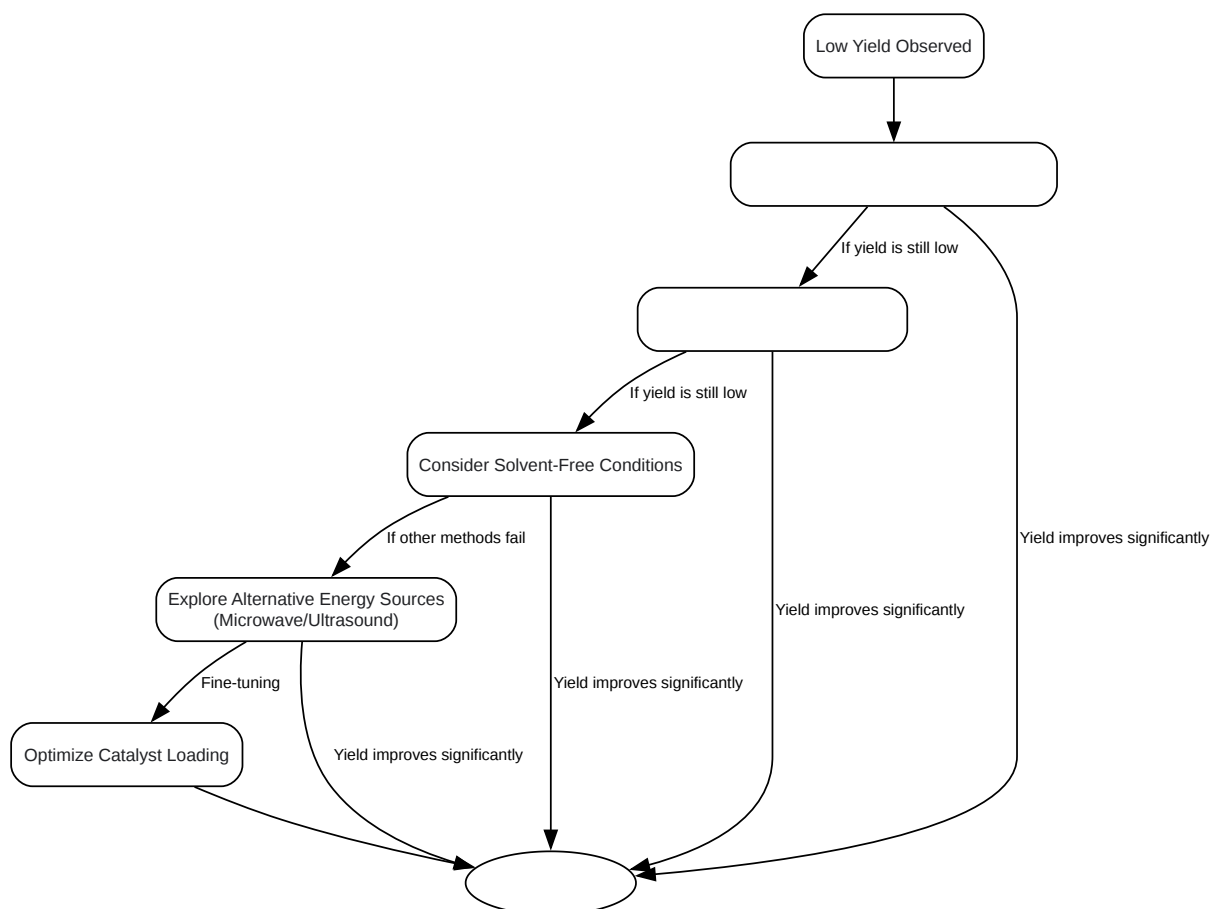 Low Yield Observed
If yield is still low
If yield is still low
Consider Solvent-Free Conditions
If other methods fail
Yield improves significantly
Explore Alternative Energy Sources
(Microwave/Ultrasound)
Yield improves significantly
Fine-tuning
Yield improves significantly
Optimize Catalyst Loading
Yield improves significantly